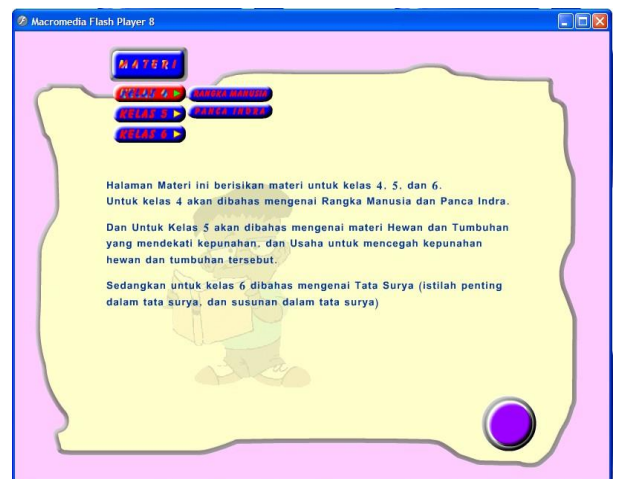 Macromedia Flash Player 8
MATERI
KELAS 4 RANGKA MANUSIA
KELAS 5 PANCA INDRA
KELAS 6
Halaman Materi ini berisikan materi untuk kelas 4, 5, dan 6.
Untuk kelas 4 akan dibahas mengenai Rangka Manusia dan Panca Indra.
Dan Untuk Kelas 5 akan dibahas mengenai materi Hewan dan Tumbuhan
yang mendekati kepunahan, dan Usaha untuk mencegah kepunahan
hewan dan tumbuhan tersebut.
Sedangkan untuk kelas 6 dibahas mengenai Tata Surya (istilah penting
dalam tata surya, dan susunan dalam tata surya)